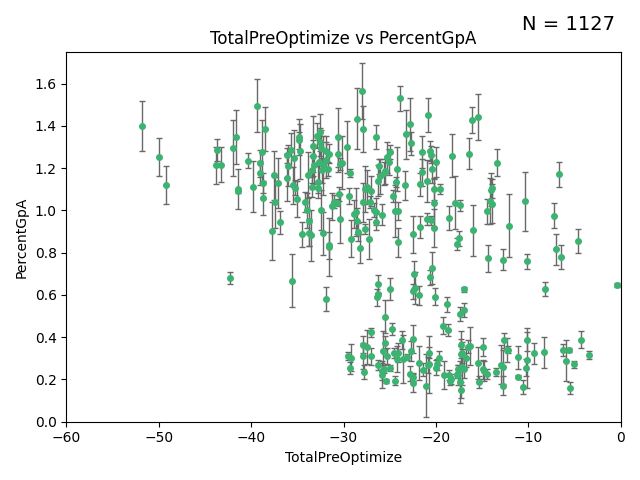 N = 1127
TotalPreOptimize vs PercentGpA
PercentGpA
1.6
1.4
1.2
1.0
0.8
0.6
0.4
0.2
0.0
−60 −50 −40 −30 −20 −10 0
TotalPreOptimize